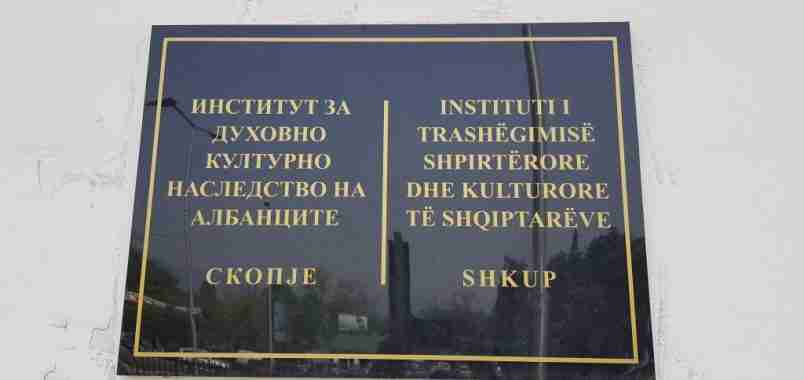 ИНСТИТУТ ЗА
ДУХОВНО
КУЛТУРНО
НАСЛЕДСТВО НА
АЛБАНЦИТЕ
СКОПЈЕ
INSTITUTI I
TRASHËGIMISË
SHPIRTËRORE
DHE KULTURORE
TË SHQIPTARËVE
SHKUP